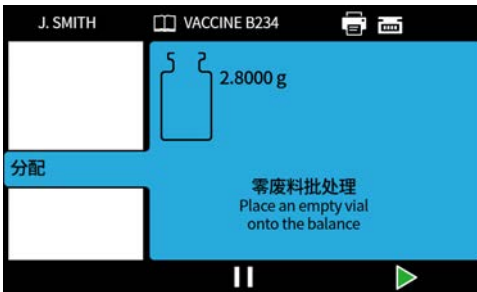 J. SMITH
VACCINE B234
2.8000 g
分配
零废料批处理
Place an empty vial
onto the balance